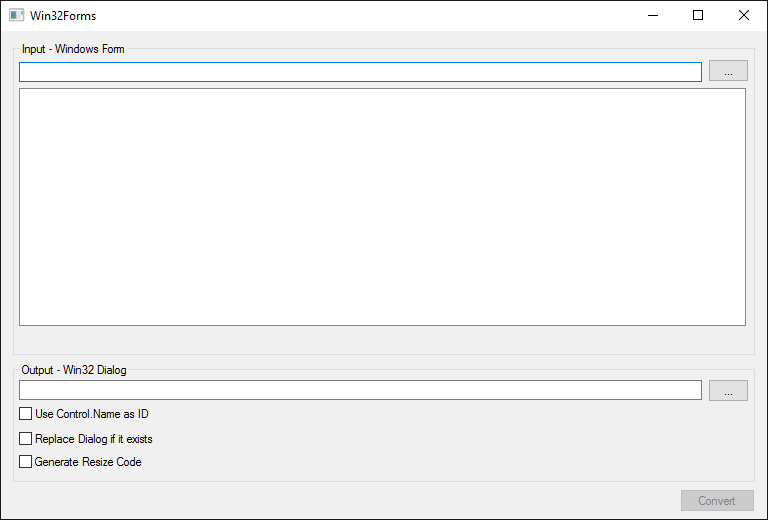 Win32Forms
Input - Windows Form
...
Output - Win32 Dialog
...
Use Control.Name as ID
Replace Dialog if it exists
Generate Resize Code
Convert